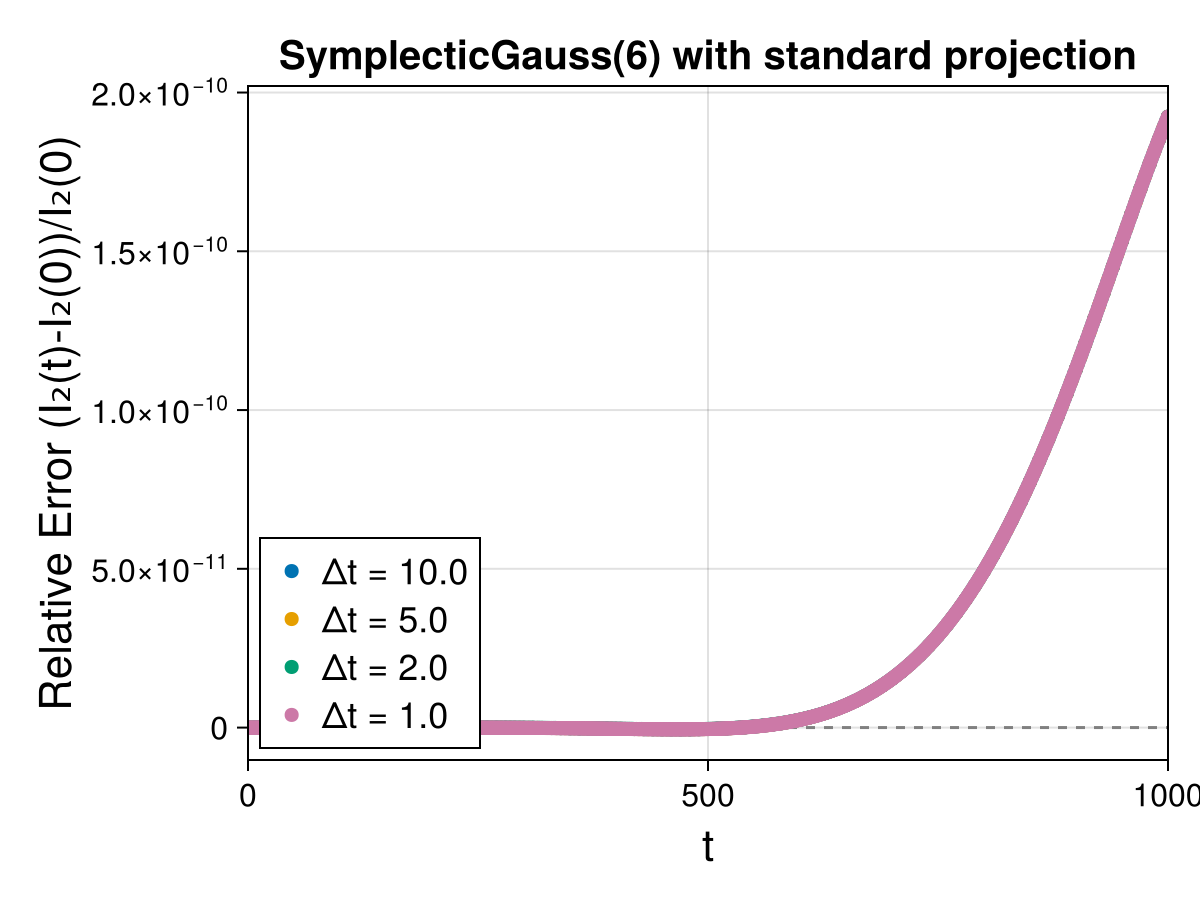 SymplecticGauss(6) with standard projection
Relative Error (I₂(t)-I₂(0))/I₂(0)
2.0×10⁻¹⁰
1.5×10⁻¹⁰
1.0×10⁻¹⁰
5.0×10⁻¹¹
0
Δt = 10.0
Δt = 5.0
Δt = 2.0
Δt = 1.0
0
500
1000
t